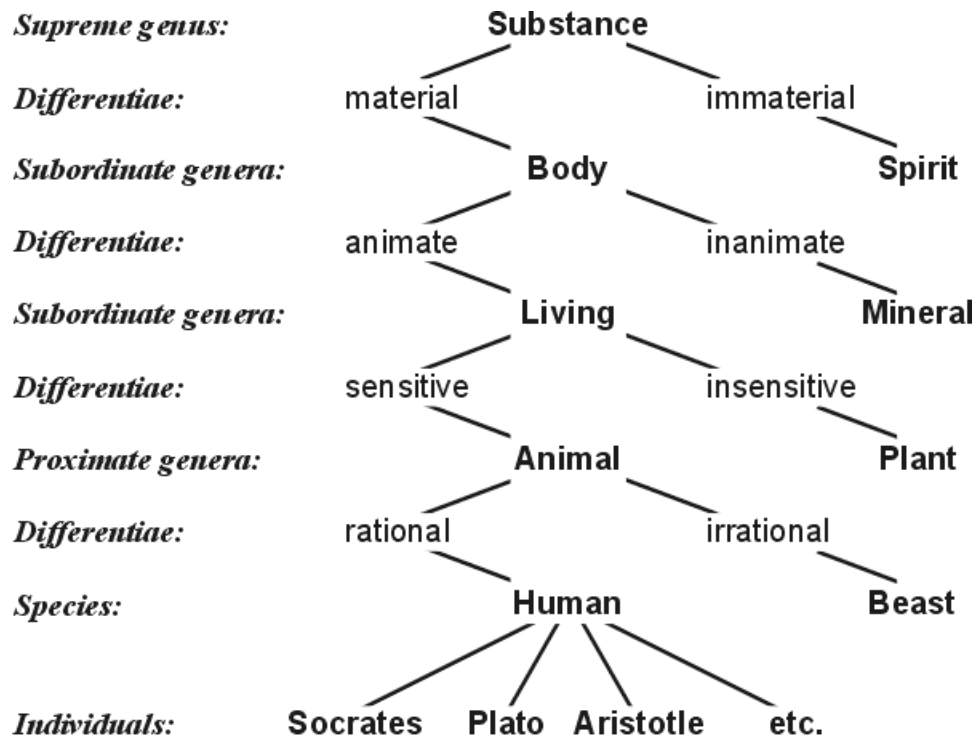 Supreme genus: Substance
Differentiae: material immaterial
Subordinate genera: Body Spirit
Differentiae: animate inanimate
Subordinate genera: Living Mineral
Differentiae: sensitive insensitive
Proximate genera: Animal Plant
Differentiae: rational irrational
Species: Human Beast
Individuals: Socrates Plato Aristotle etc.